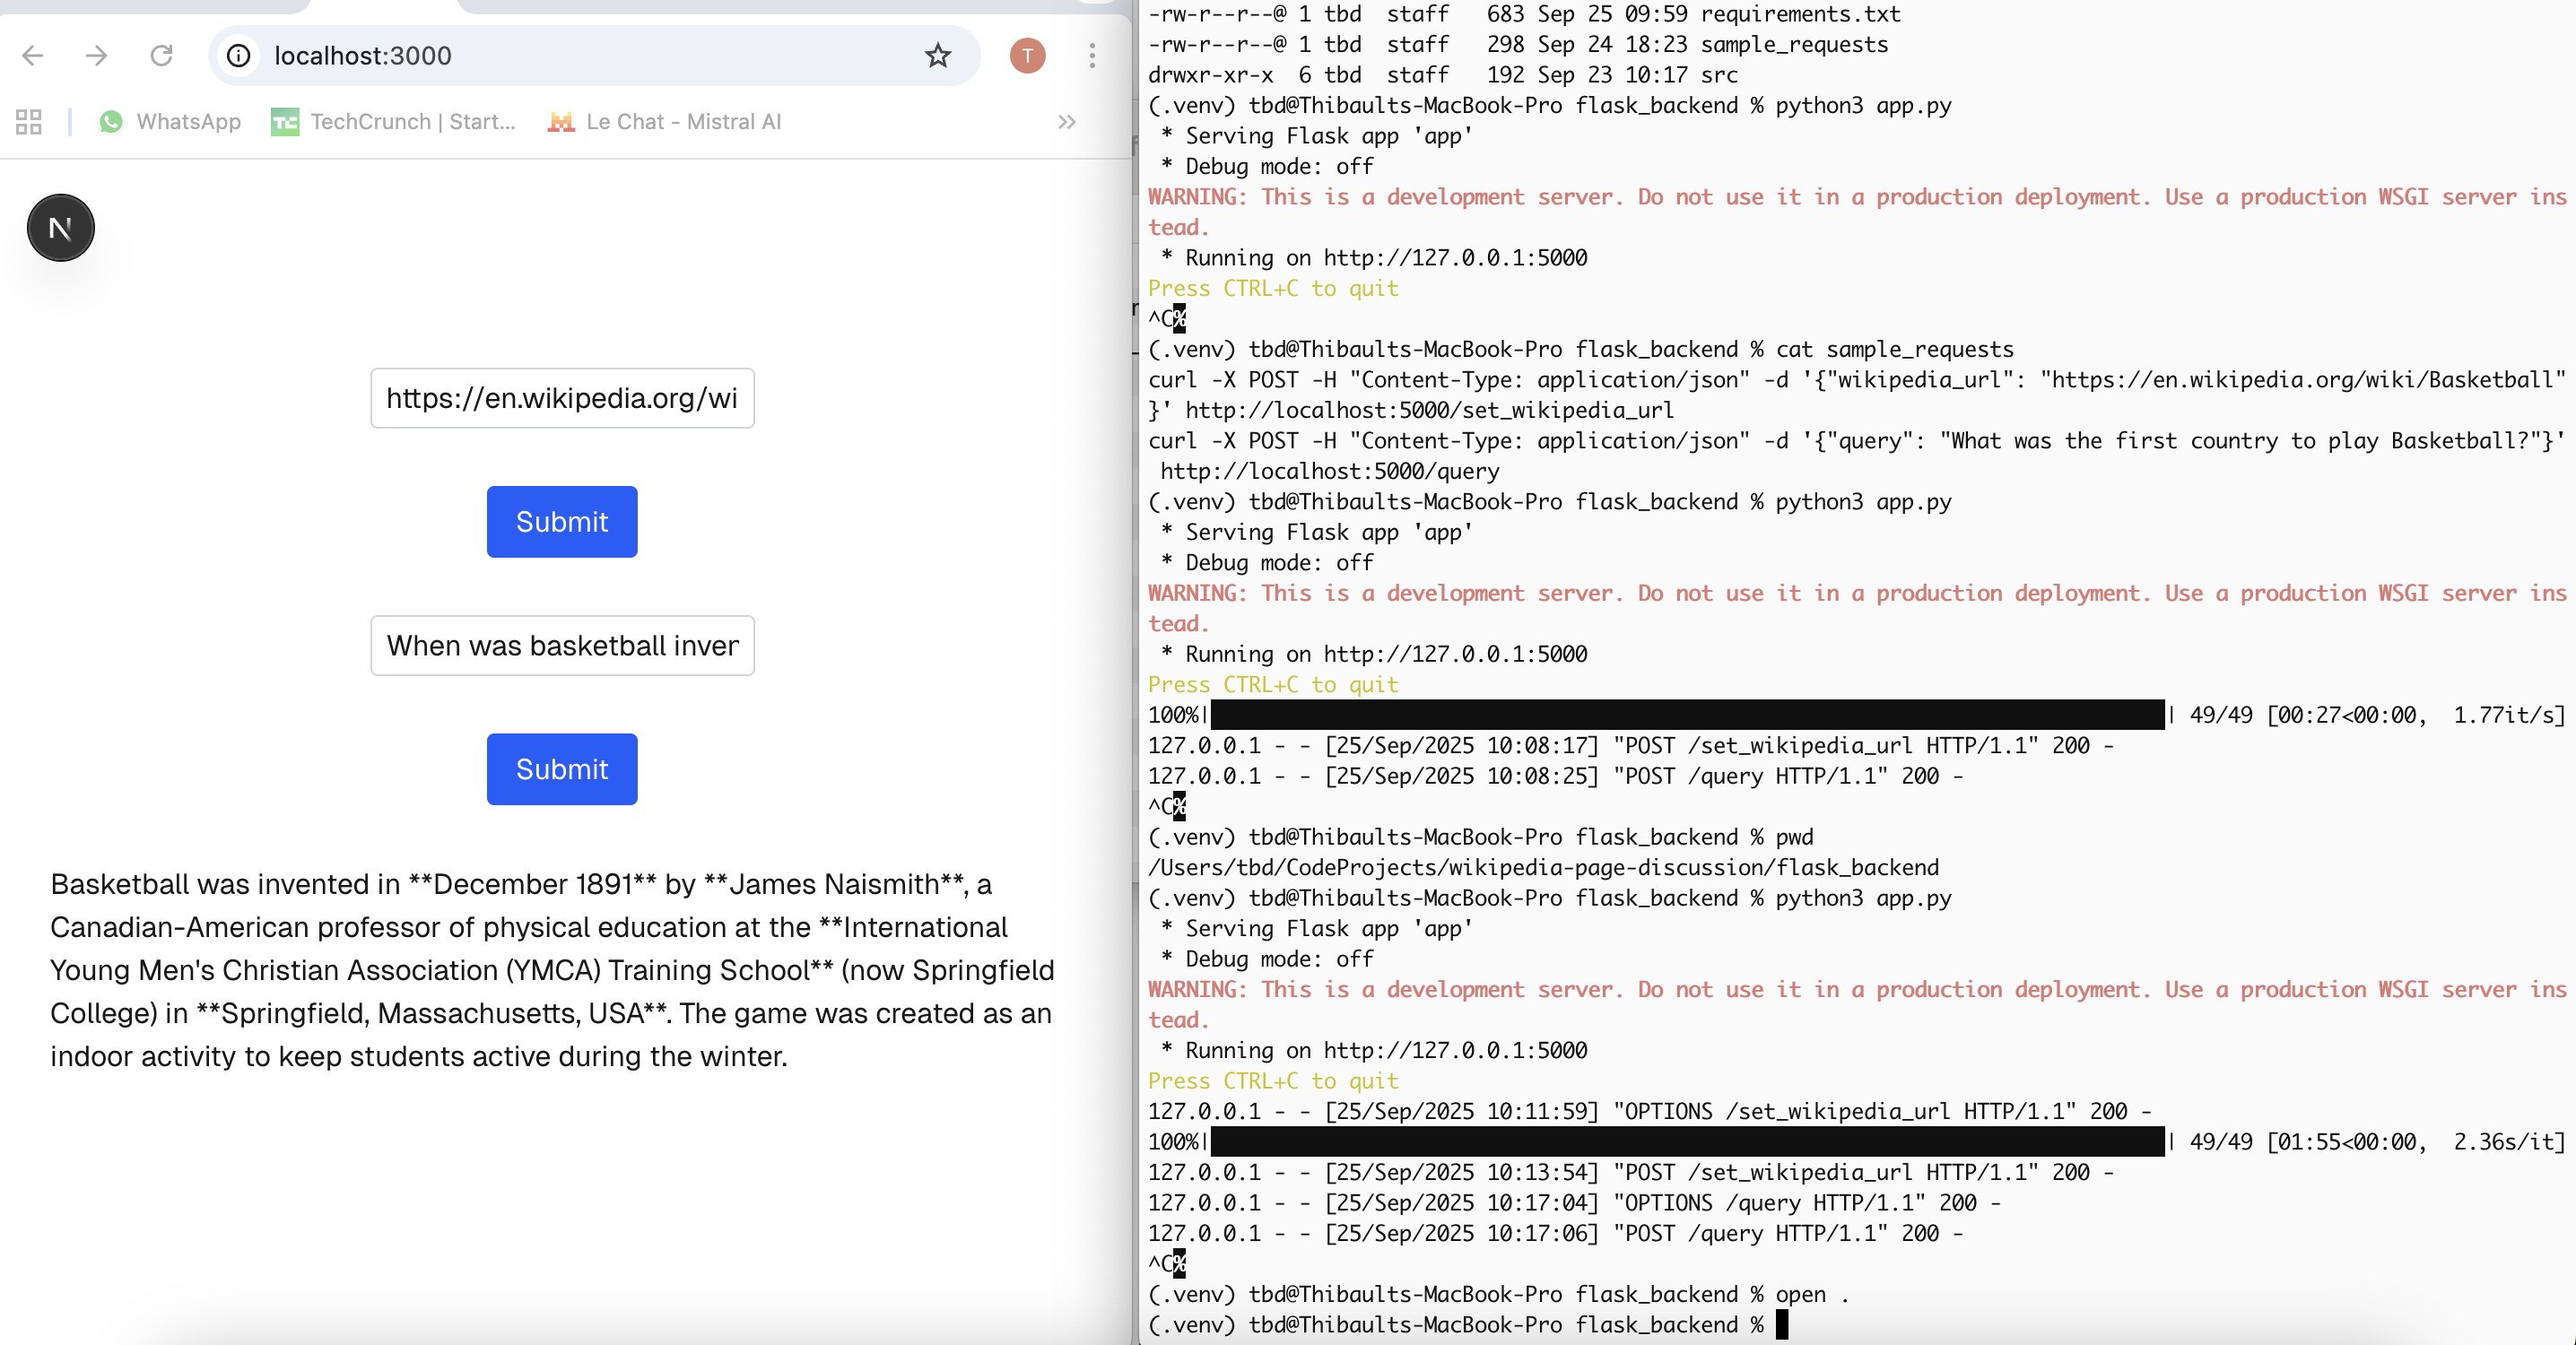 localhost:3000
T
WhatsApp
TechCrunch | Start...
Le Chat - Mistral AI
N
https://en.wikipedia.org/wi
Submit
When was basketball inver
Submit
Basketball was invented in **December 1891** by **James Naismith**, a
Canadian-American professor of physical education at the **International
Young Men's Christian Association (YMCA) Training School** (now Springfield
College) in **Springfield, Massachusetts, USA**. The game was created as an
indoor activity to keep students active during the winter.
-rw-r--r--@ 1 tbd  staff   683 Sep 25 09:59 requirements.txt
-rw-r--r--@ 1 tbd  staff   298 Sep 24 18:23 sample_requests
drwxr-xr-x  6 tbd  staff   192 Sep 23 10:17 src
(.venv) tbd@Thibaults-MacBook-Pro flask_backend % python3 app.py
 * Serving Flask app 'app'
 * Debug mode: off
WARNING: This is a development server. Do not use it in a production deployment. Use a production WSGI server ins
tead.
 * Running on http://127.0.0.1:5000
Press CTRL+C to quit
^C%
(.venv) tbd@Thibaults-MacBook-Pro flask_backend % cat sample_requests
curl -X POST -H "Content-Type: application/json" -d '{"wikipedia_url": "https://en.wikipedia.org/wiki/Basketball"
}' http://localhost:5000/set_wikipedia_url
curl -X POST -H "Content-Type: application/json" -d '{"query": "What was the first country to play Basketball?"}'
 http://localhost:5000/query
(.venv) tbd@Thibaults-MacBook-Pro flask_backend % python3 app.py
 * Serving Flask app 'app'
 * Debug mode: off
WARNING: This is a development server. Do not use it in a production deployment. Use a production WSGI server ins
tead.
 * Running on http://127.0.0.1:5000
Press CTRL+C to quit
100%| | 49/49 [00:27<00:00,  1.77it/s]
127.0.0.1 - - [25/Sep/2025 10:08:17] "POST /set_wikipedia_url HTTP/1.1" 200 -
127.0.0.1 - - [25/Sep/2025 10:08:25] "POST /query HTTP/1.1" 200 -
^C%
(.venv) tbd@Thibaults-MacBook-Pro flask_backend % pwd
/Users/tbd/CodeProjects/wikipedia-page-discussion/flask_backend
(.venv) tbd@Thibaults-MacBook-Pro flask_backend % python3 app.py
 * Serving Flask app 'app'
 * Debug mode: off
WARNING: This is a development server. Do not use it in a production deployment. Use a production WSGI server ins
tead.
 * Running on http://127.0.0.1:5000
Press CTRL+C to quit
127.0.0.1 - - [25/Sep/2025 10:11:59] "OPTIONS /set_wikipedia_url HTTP/1.1" 200 -
100%| | 49/49 [01:55<00:00,  2.36s/it]
127.0.0.1 - - [25/Sep/2025 10:13:54] "POST /set_wikipedia_url HTTP/1.1" 200 -
127.0.0.1 - - [25/Sep/2025 10:17:04] "OPTIONS /query HTTP/1.1" 200 -
127.0.0.1 - - [25/Sep/2025 10:17:06] "POST /query HTTP/1.1" 200 -
^C%
(.venv) tbd@Thibaults-MacBook-Pro flask_backend % open .
(.venv) tbd@Thibaults-MacBook-Pro flask_backend %